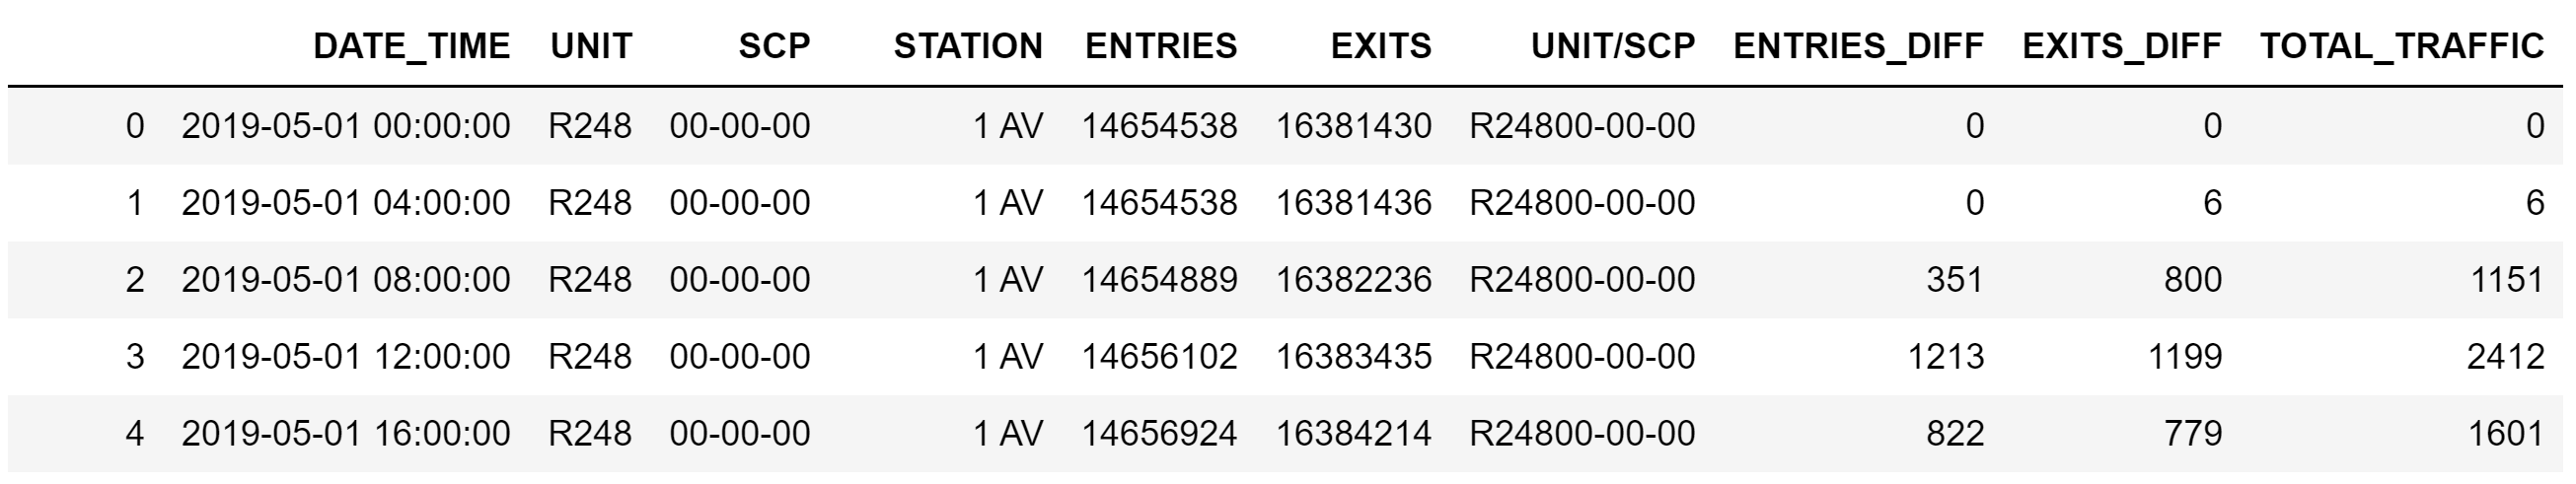 DATE_TIME UNIT SCP STATION ENTRIES EXITS UNIT/SCP ENTRIES_DIFF EXITS_DIFF TOTAL_TRAFFIC
0 2019-05-01 00:00:00 R248 00-00-00 1 AV 14654538 16381430 R24800-00-00 0 0 0
1 2019-05-01 04:00:00 R248 00-00-00 1 AV 14654538 16381436 R24800-00-00 0 6 6
2 2019-05-01 08:00:00 R248 00-00-00 1 AV 14654889 16382236 R24800-00-00 351 800 1151
3 2019-05-01 12:00:00 R248 00-00-00 1 AV 14656102 16383435 R24800-00-00 1213 1199 2412
4 2019-05-01 16:00:00 R248 00-00-00 1 AV 14656924 16384214 R24800-00-00 822 779 1601